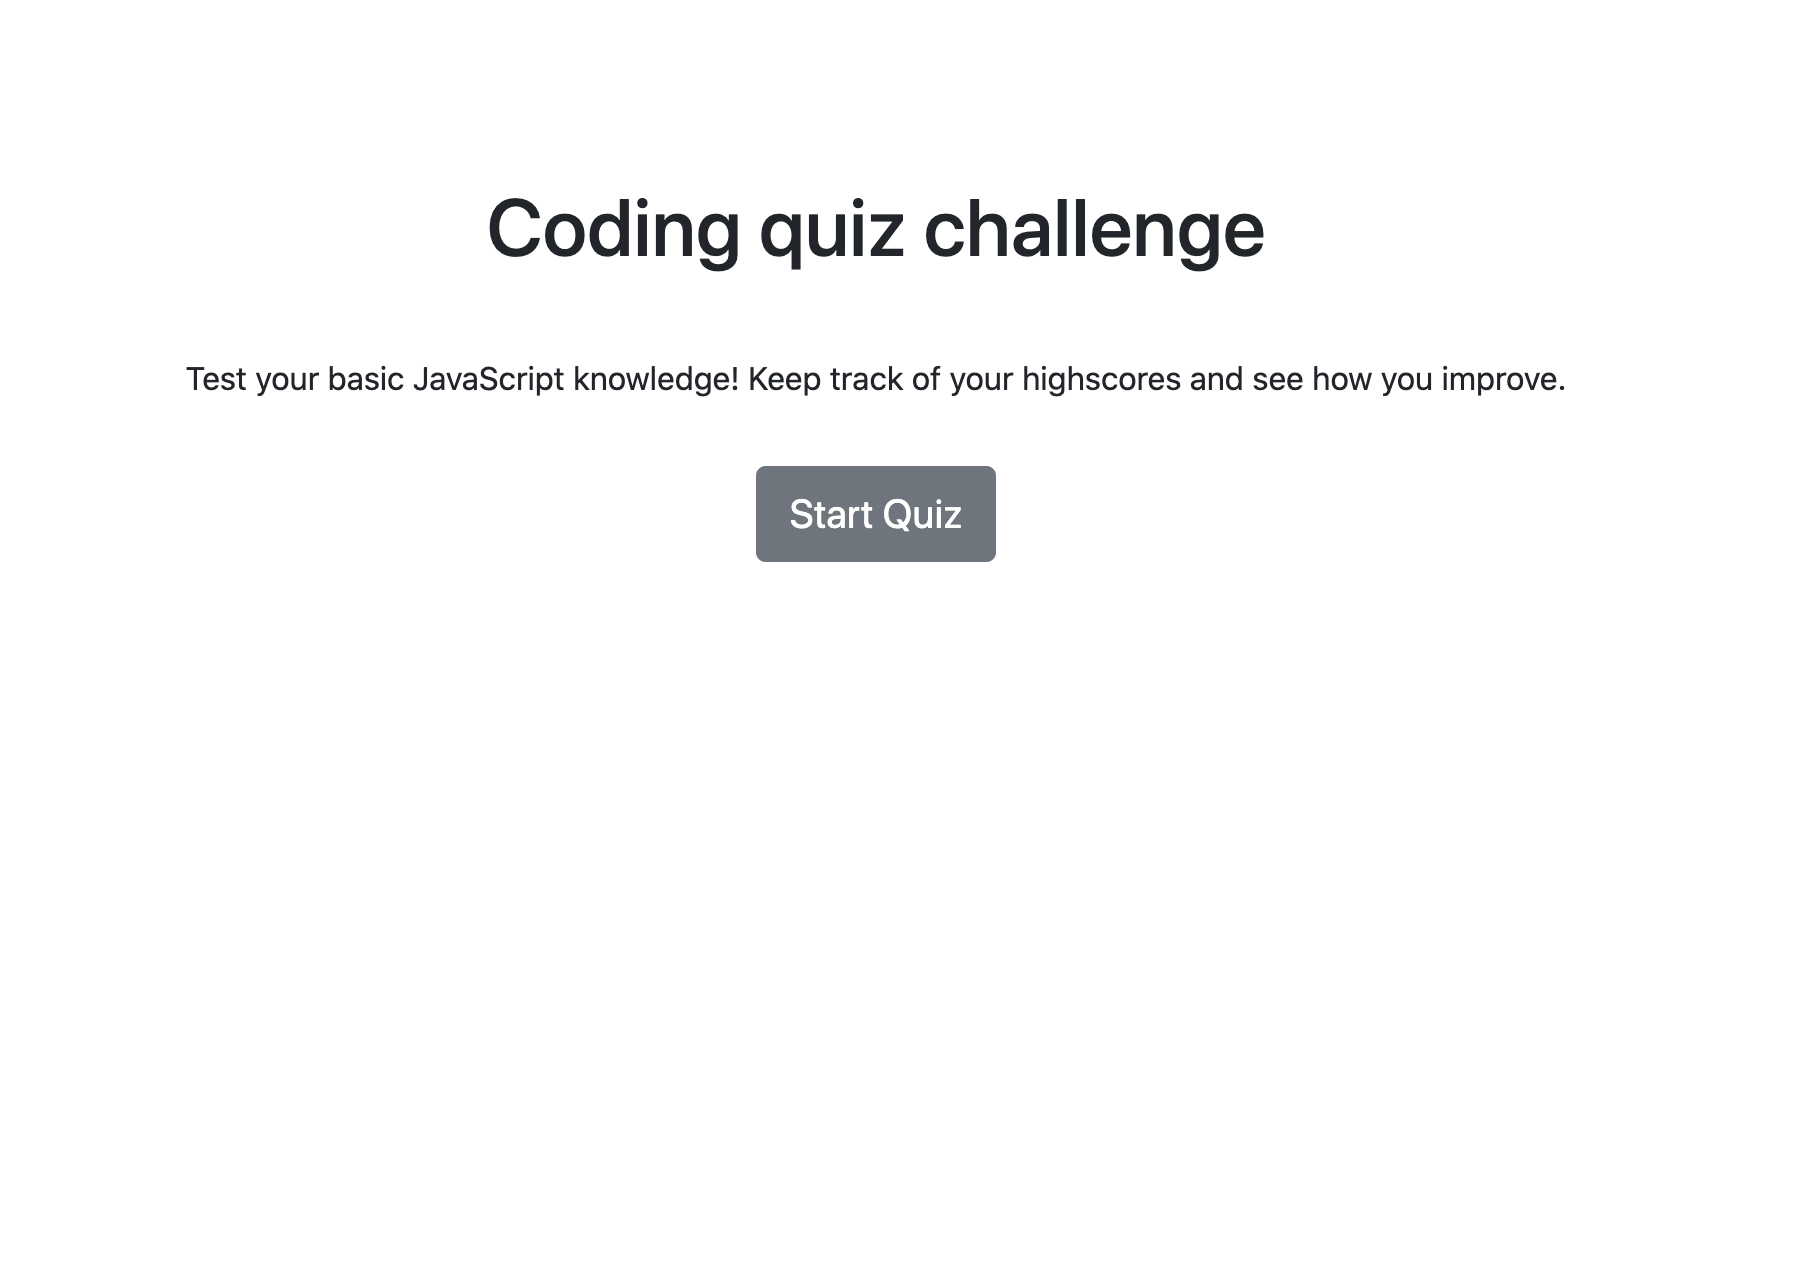 Coding quiz challenge
Test your basic JavaScript knowledge! Keep track of your highscores and see how you improve.
Start Quiz